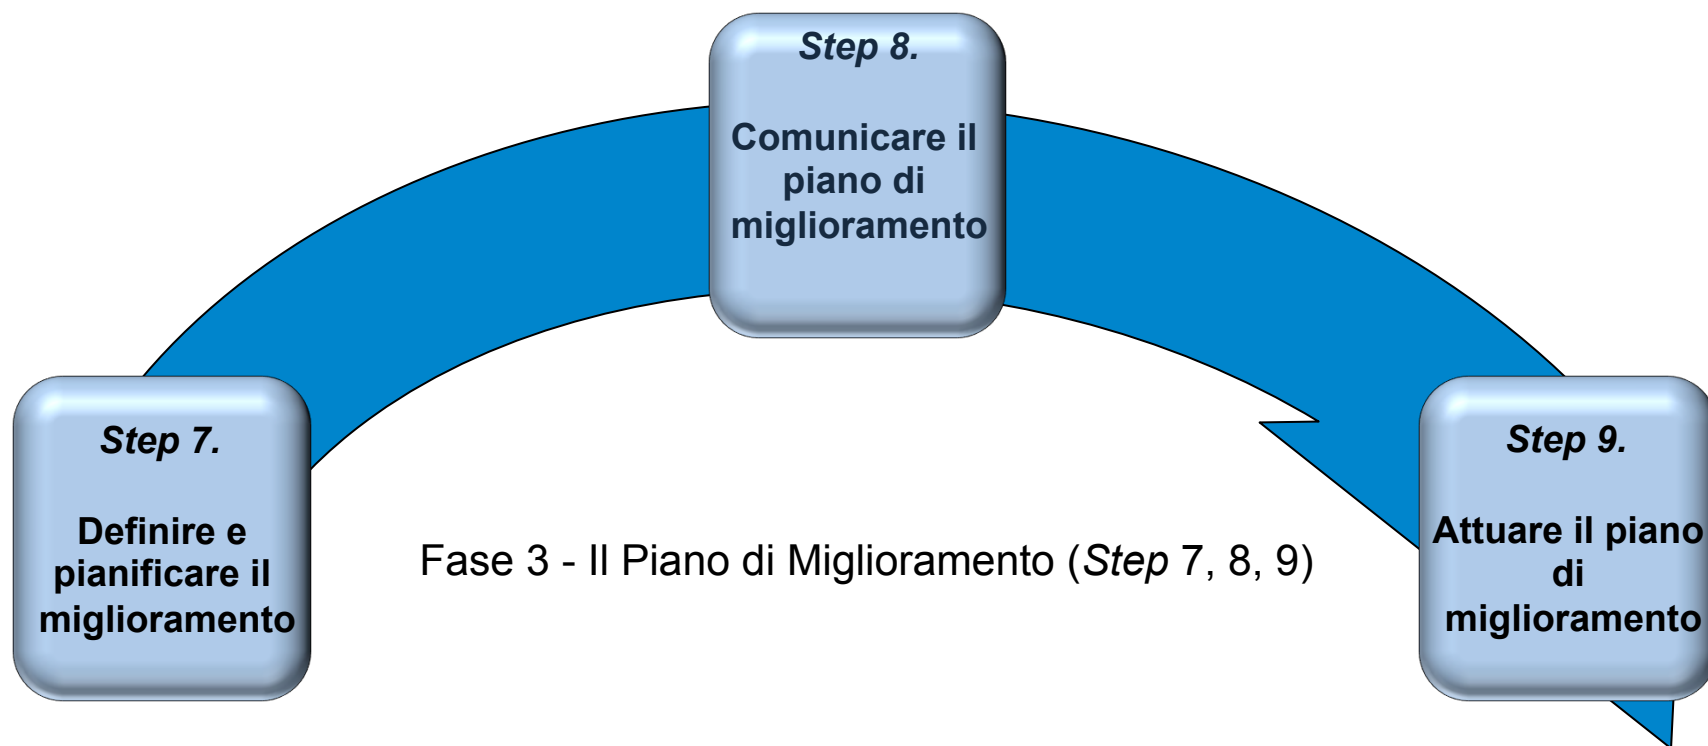 Step 8.
Comunicare il
piano di
miglioramento
Step 7.
Definire e
pianificare il
miglioramento
Fase 3 - Il Piano di Miglioramento (Step 7, 8, 9)
Step 9.
Attuare il piano
di
miglioramento